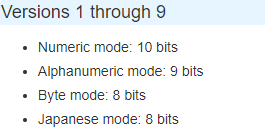 Versions 1 through 9
Numeric mode: 10 bits
Alphanumeric mode: 9 bits
Byte mode: 8 bits
Japanese mode: 8 bits